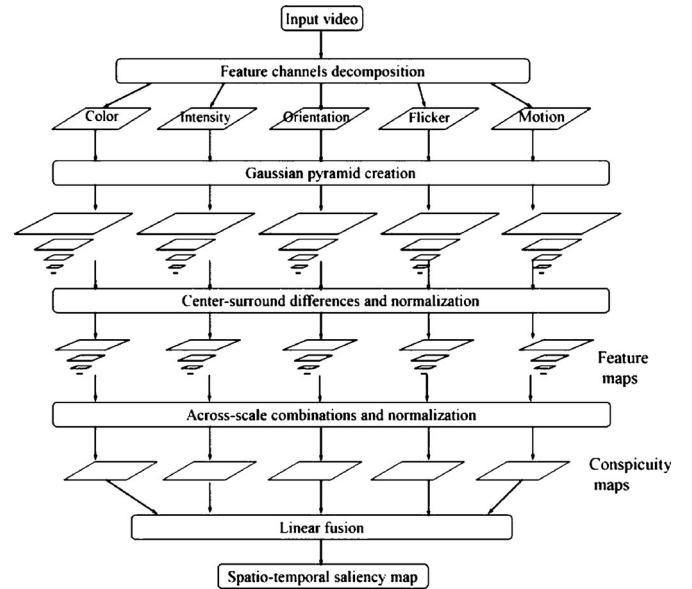 Input video
Feature channels decomposition
Color Intensity Orientation Flicker Motion
Gaussian pyramid creation
Center-surround differences and normalization
Feature
maps
Across-scale combinations and normalization
Conspicuity
maps
Linear fusion
Spatio-temporal saliency map